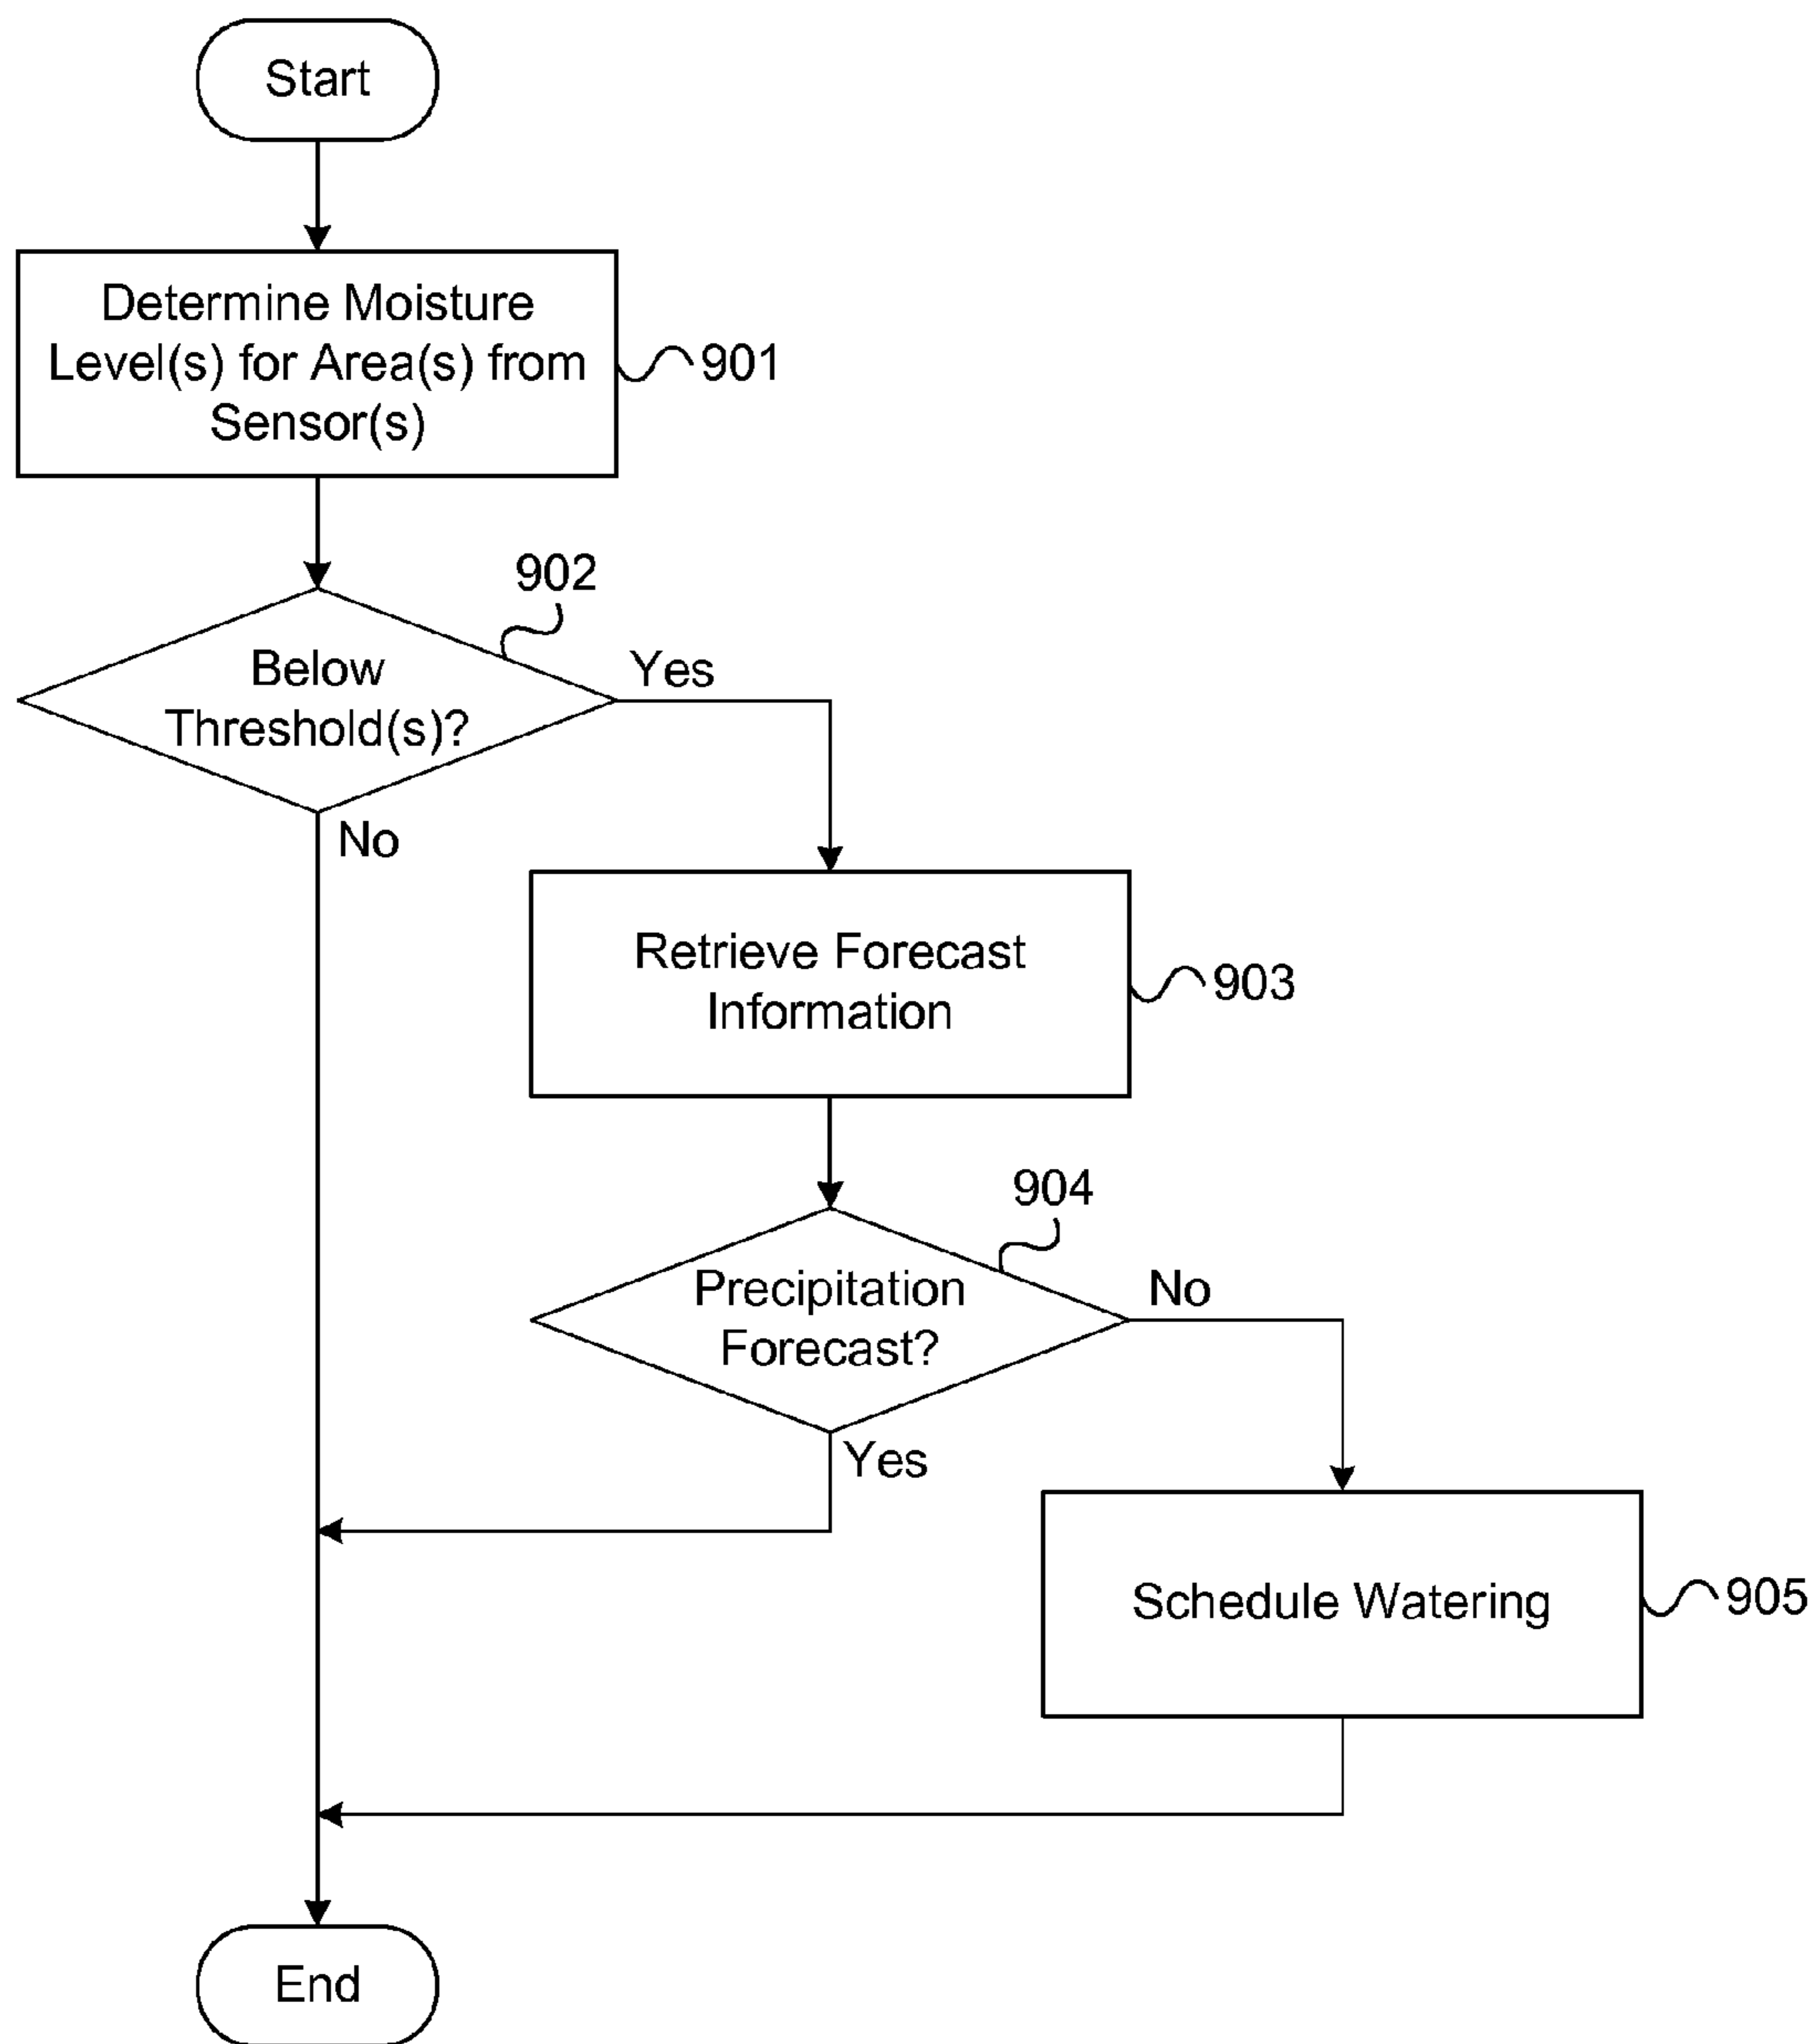 Start
Determine Moisture
Level(s) for Area(s) from
Sensor(s)
901
902
Below
Threshold(s)?
Yes
No
Retrieve Forecast
Information
903
904
Precipitation
Forecast?
No
Yes
Schedule Watering
905
End